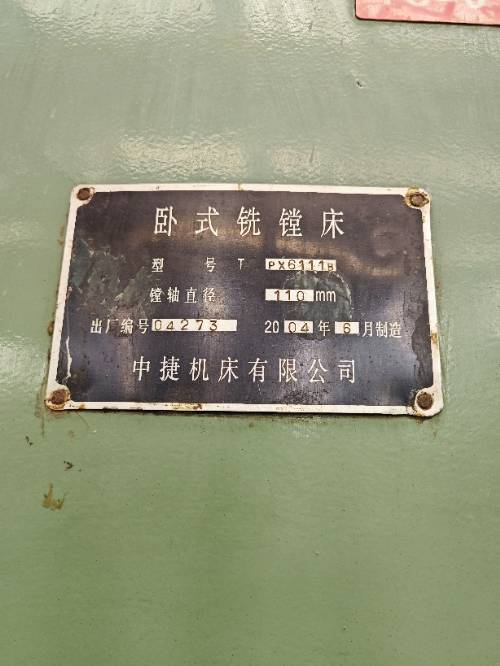 卧式铣镗床
型 号 T PX6111B
镗轴直径 110 mm
出厂编号 04273 2004年6月制造
中捷机床有限公司